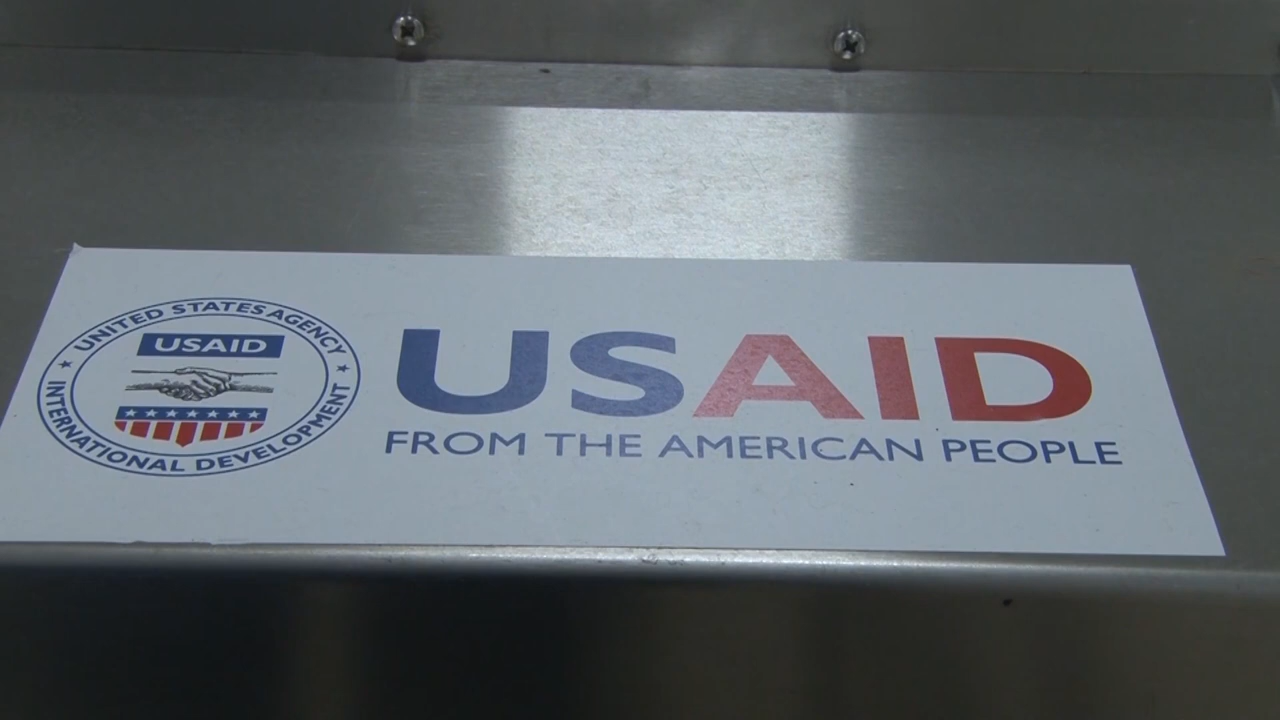 UNITED STATES AGENCY
USAID
INTERNATIONAL DEVELOPMENT
USAID
FROM THE AMERICAN PEOPLE